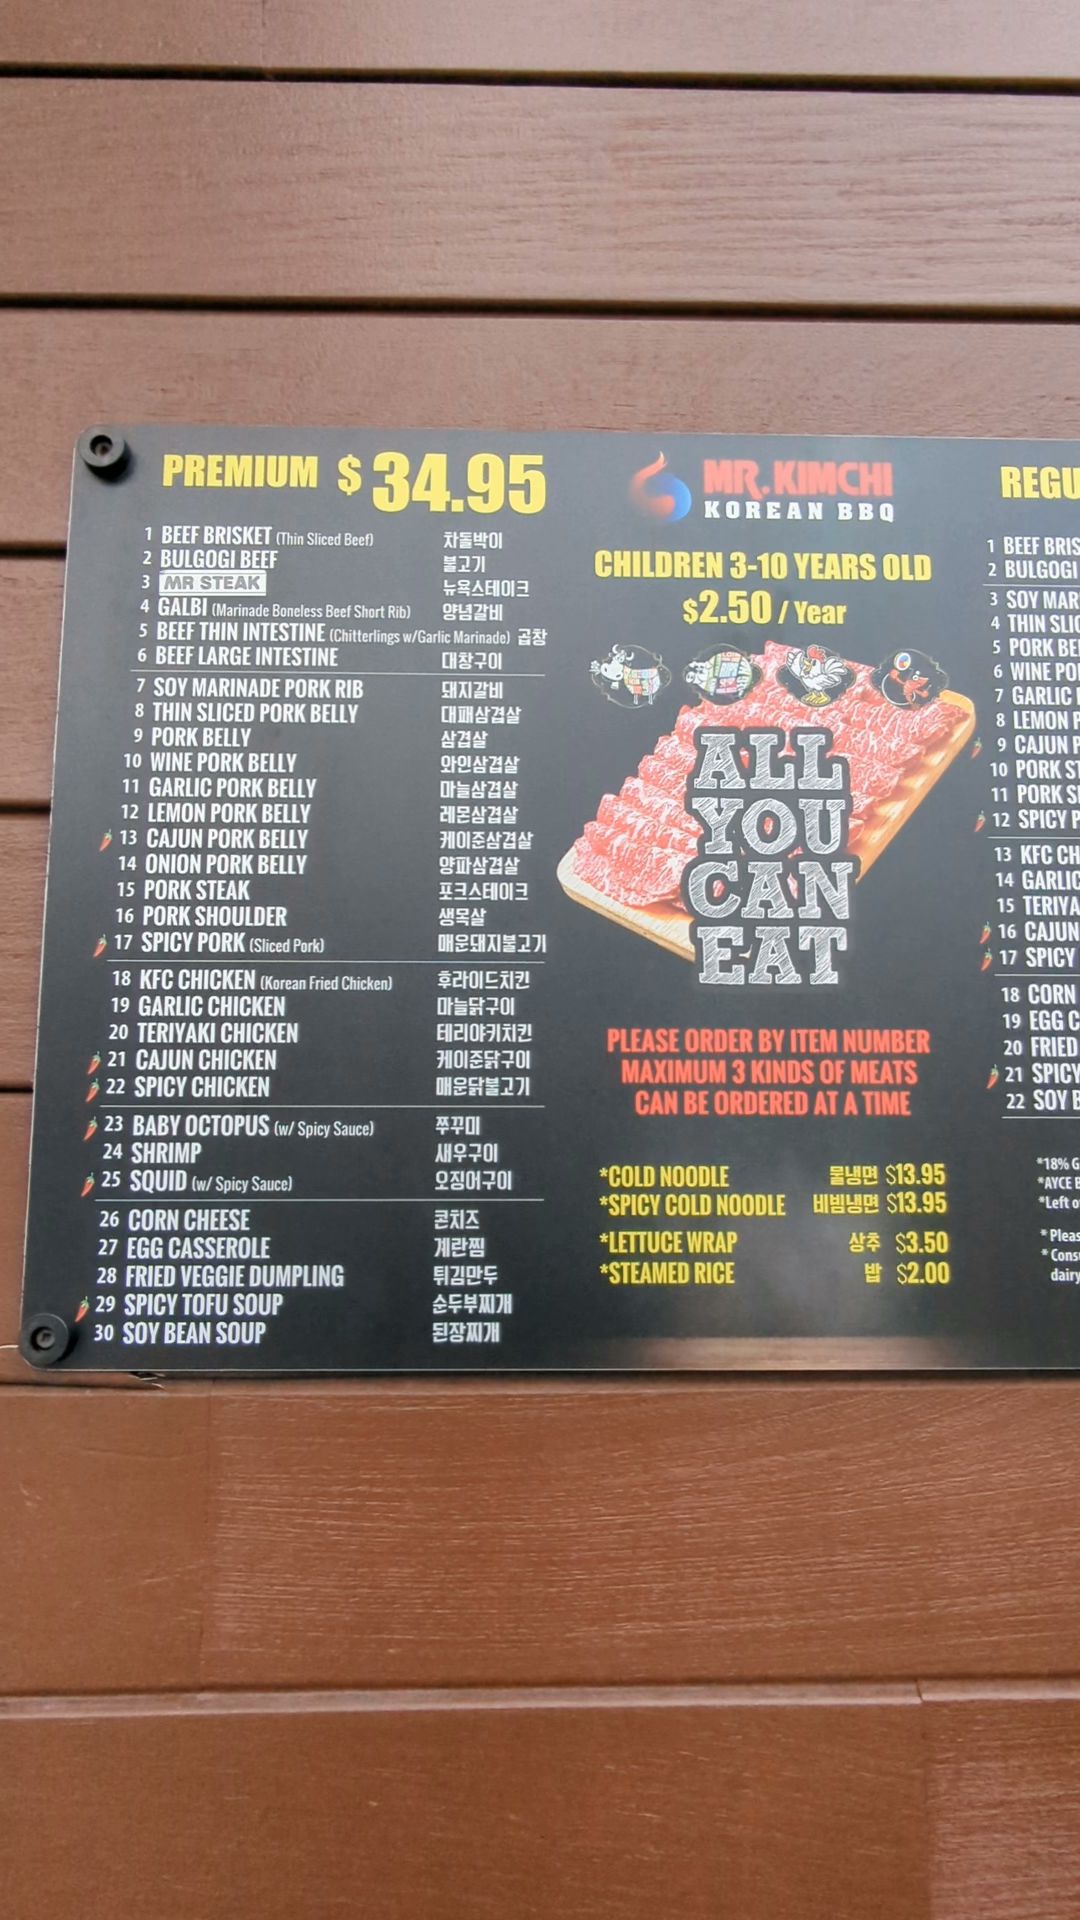 PREMIUM $ 34.95
1 BEEF BRISKET (Thin Sliced Beef) 차돌박이
2 BULGOGI BEEF 불고기
3 MR STEAK 뉴욕스테이크
4 GALBI (Marinade Boneless Beef Short Rib) 양념갈비
5 BEEF THIN INTESTINE (Chitterlings w/Garlic Marinade) 곱창
6 BEEF LARGE INTESTINE 대창구이
7 SOY MARINADE PORK RIB 돼지갈비
8 THIN SLICED PORK BELLY 대패삼겹살
9 PORK BELLY 삼겹살
10 WINE PORK BELLY 와인삼겹살
11 GARLIC PORK BELLY 마늘삼겹살
12 LEMON PORK BELLY 레몬삼겹살
13 CAJUN PORK BELLY 케이준삼겹살
14 ONION PORK BELLY 양파삼겹살
15 PORK STEAK 포크스테이크
16 PORK SHOULDER 생목살
17 SPICY PORK (Sliced Pork) 매운돼지불고기
18 KFC CHICKEN (Korean Fried Chicken) 후라이드치킨
19 GARLIC CHICKEN 마늘닭구이
20 TERIYAKI CHICKEN 테리야키치킨
21 CAJUN CHICKEN 케이준닭구이
22 SPICY CHICKEN 매운닭불고기
23 BABY OCTOPUS (w/ Spicy Sauce) 쭈꾸미
24 SHRIMP 새우구이
25 SQUID (w/ Spicy Sauce) 오징어구이
26 CORN CHEESE 콘치즈
27 EGG CASSEROLE 계란찜
28 FRIED VEGGIE DUMPLING 튀김만두
29 SPICY TOFU SOUP 순두부찌개
30 SOY BEAN SOUP 된장찌개
MR. KIMCHI
KOREAN BBQ
CHILDREN 3-10 YEARS OLD
$2.50 / Year
ALL
YOU
CAN
EAT
PLEASE ORDER BY ITEM NUMBER
MAXIMUM 3 KINDS OF MEATS
CAN BE ORDERED AT A TIME
*COLD NOODLE 물냉면 $13.95
*SPICY COLD NOODLE 비빔냉면 $13.95
*LETTUCE WRAP 상추 $3.50
*STEAMED RICE 밥 $2.00
REGU
1 BEEF BRIS
2 BULGOGI
3 SOY MAR
4 THIN SLIC
5 PORK BE
6 WINE PO
7 GARLIC
8 LEMON P
9 CAJUN P
10 PORK ST
11 PORK S
12 SPICY P
13 KFC CH
14 GARLIC
15 TERIYA
16 CAJUN
17 SPICY
18 CORN
19 EGG C
20 FRIED
21 SPICY
22 SOY B
*18% G
*AYCE B
*Left o
* Pleas
* Cons
dairy